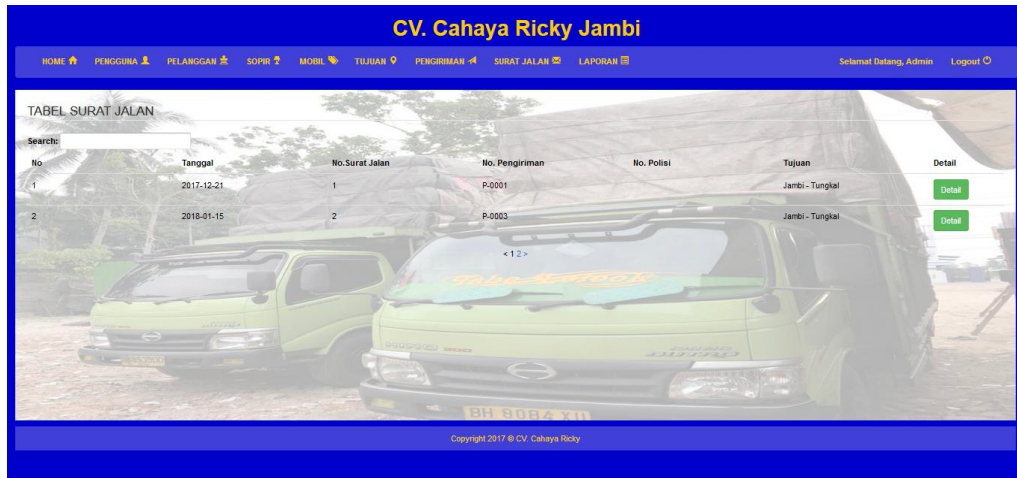 CV. Cahaya Ricky Jambi
HOME PENGGUNA PELANGGAN SOPIR MOBIL TUJUAN PENGIRIMAN SURAT JALAN LAPORAN Selamat Datang, Admin Logout
TABEL SURAT JALAN
Search:
No Tanggal No.Surat Jalan No. Pengiriman No. Polisi Tujuan Detail
1 2017-12-21 1 P-0001 Jambi - Tungkal Detail
2 2018-01-15 2 P-0003 Jambi - Tungkal Detail
< 1 2 >
BH 8084 XU
Copyright 2017 © CV. Cahaya Ricky